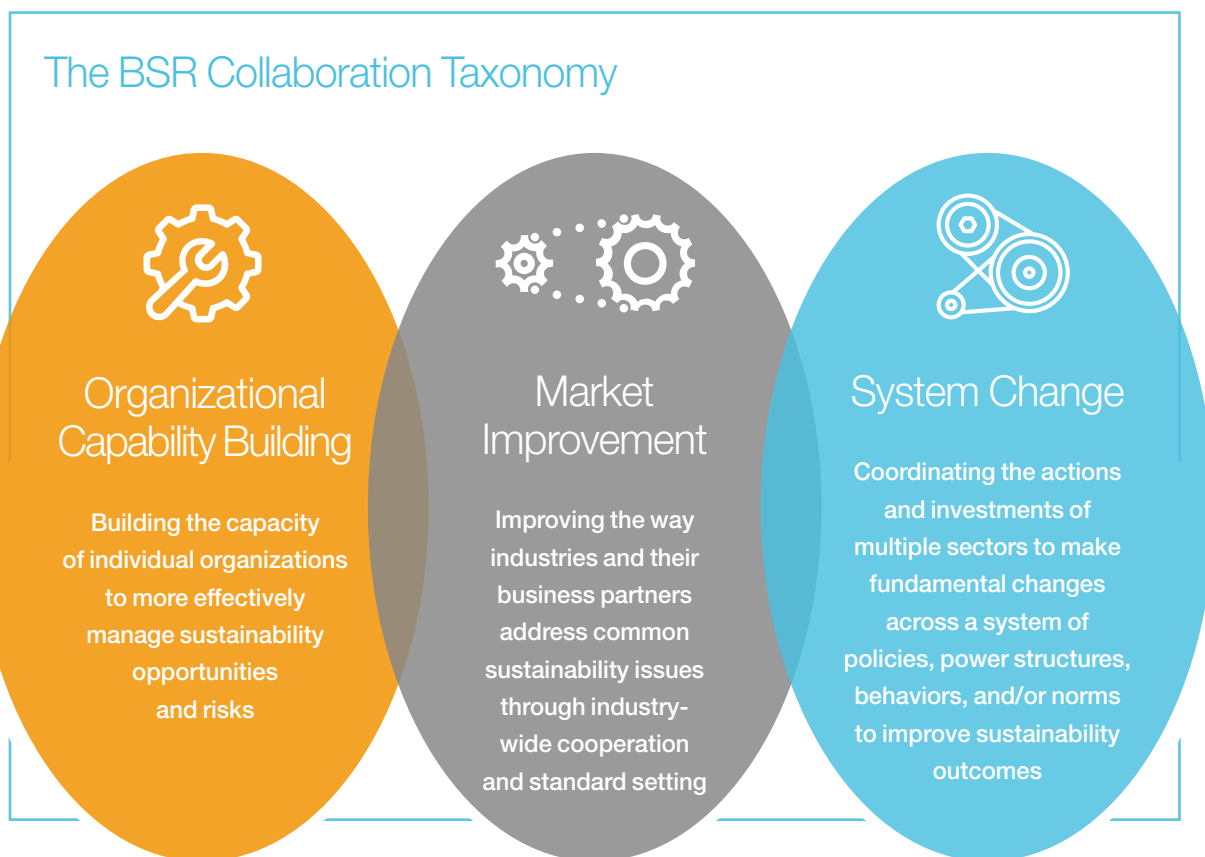 The BSR Collaboration Taxonomy
Organizational
Capability Building
Building the capacity
of individual organizations
to more effectively
manage sustainability
opportunities
and risks
Market
Improvement
Improving the way
industries and their
business partners
address common
sustainability issues
through industry-
wide cooperation
and standard setting
System Change
Coordinating the actions
and investments of
multiple sectors to make
fundamental changes
across a system of
policies, power structures,
behaviors, and/or norms
to improve sustainability
outcomes